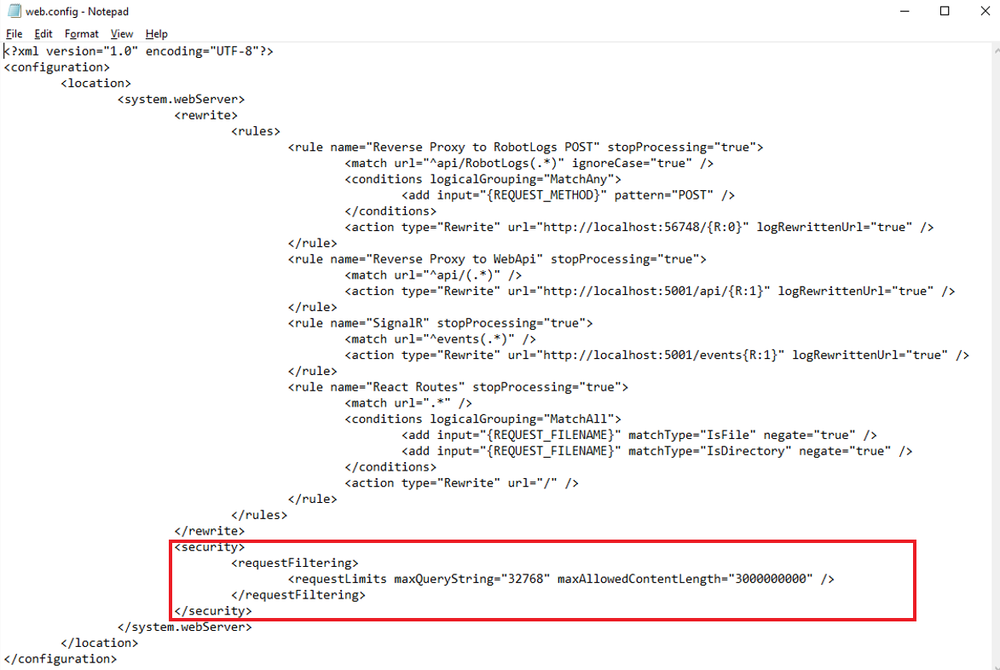 web.config - Notepad
File Edit Format View Help
<?xml version="1.0" encoding="UTF-8"?>
<configuration>
<location>
<system.webServer>
<rewrite>
<rules>
<rule name="Reverse Proxy to RobotLogs POST" stopProcessing="true">
<match url="^api/RobotLogs(.*)" ignoreCase="true" />
<conditions logicalGrouping="MatchAny">
<add input="{REQUEST_METHOD}" pattern="POST" />
</conditions>
<action type="Rewrite" url="http://localhost:56748/{R:0}" logRewrittenUrl="true" />
</rule>
<rule name="Reverse Proxy to WebApi" stopProcessing="true">
<match url="^api/(.*)" />
<action type="Rewrite" url="http://localhost:5001/api/{R:1}" logRewrittenUrl="true" />
</rule>
<rule name="SignalR" stopProcessing="true">
<match url="^events(.*)" />
<action type="Rewrite" url="http://localhost:5001/events{R:1}" logRewrittenUrl="true" />
</rule>
<rule name="React Routes" stopProcessing="true">
<match url=".*" />
<conditions logicalGrouping="MatchAll">
<add input="{REQUEST_FILENAME}" matchType="IsFile" negate="true" />
<add input="{REQUEST_FILENAME}" matchType="IsDirectory" negate="true" />
</conditions>
<action type="Rewrite" url="/" />
</rule>
</rules>
</rewrite>
<security>
<requestFiltering>
<requestLimits maxQueryString="32768" maxAllowedContentLength="3000000000" />
</requestFiltering>
</security>
</system.webServer>
</location>
</configuration>